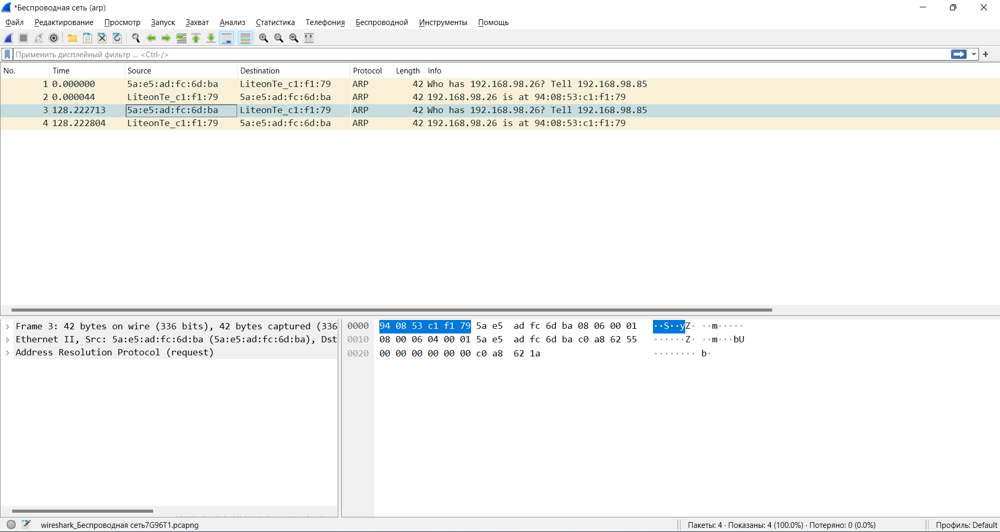 *Беспроводная сеть (arp)
Файл Редактирование Просмотр Запуск Захват Анализ Статистика Телефония Беспроводной Инструменты Помощь
Применить дисплейный фильтр ... <Ctrl-/>
No. Time Source Destination Protocol Length Info
1 0.000000 5a:e5:ad:fc:6d:ba LiteonTe_c1:f1:79 ARP 42 Who has 192.168.98.26? Tell 192.168.98.85
2 0.000044 LiteonTe_c1:f1:79 5a:e5:ad:fc:6d:ba ARP 42 192.168.98.26 is at 94:08:53:c1:f1:79
3 128.222713 5a:e5:ad:fc:6d:ba LiteonTe_c1:f1:79 ARP 42 Who has 192.168.98.26? Tell 192.168.98.85
4 128.222804 LiteonTe_c1:f1:79 5a:e5:ad:fc:6d:ba ARP 42 192.168.98.26 is at 94:08:53:c1:f1:79
Frame 3: 42 bytes on wire (336 bits), 42 bytes captured (336
Ethernet II, Src: 5a:e5:ad:fc:6d:ba (5a:e5:ad:fc:6d:ba), Dst
Address Resolution Protocol (request)
0000 94 08 53 c1 f1 79 5a e5 ad fc 6d ba 08 06 00 01 ··S··yZ· ··m·····
0010 08 00 06 04 00 01 5a e5 ad fc 6d ba c0 a8 62 55 ······Z· ··m···bU
0020 00 00 00 00 00 00 c0 a8 62 1a ········ b·
wireshark_Беспроводная сеть7G96T1.pcapng
Пакеты: 4 · Показаны: 4 (100.0%) · Потеряно: 0 (0.0%)
Профиль: Default